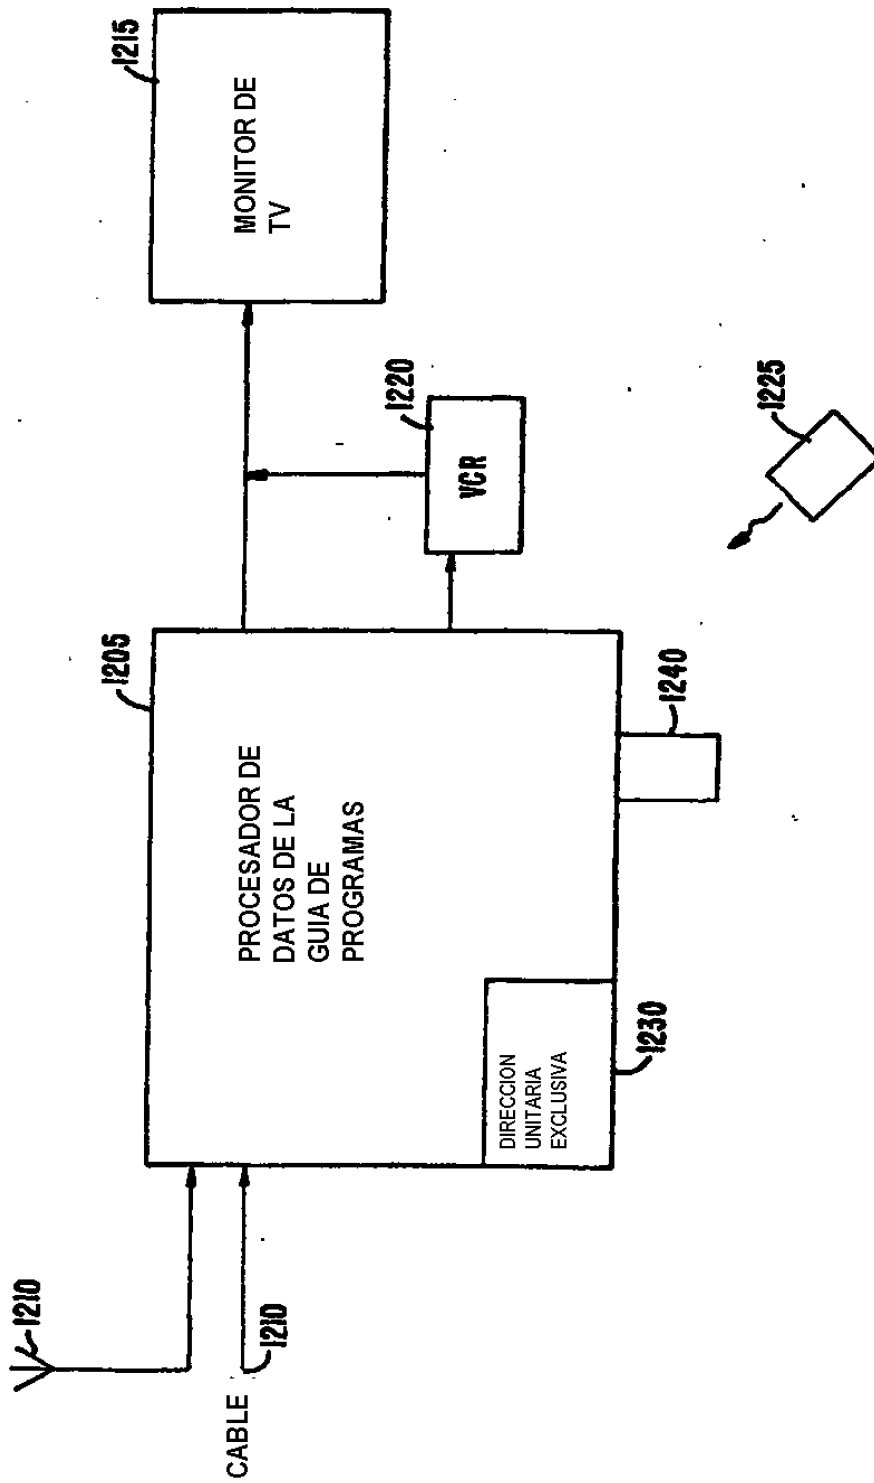 1210
CABLE
1210
1205
PROCESADOR DE
DATOS DE LA
GUIA DE
PROGRAMAS
DIRECCION
UNITARIA
EXCLUSIVA
1230
1240
1220
VCR
1215
MONITOR DE
TV
1225